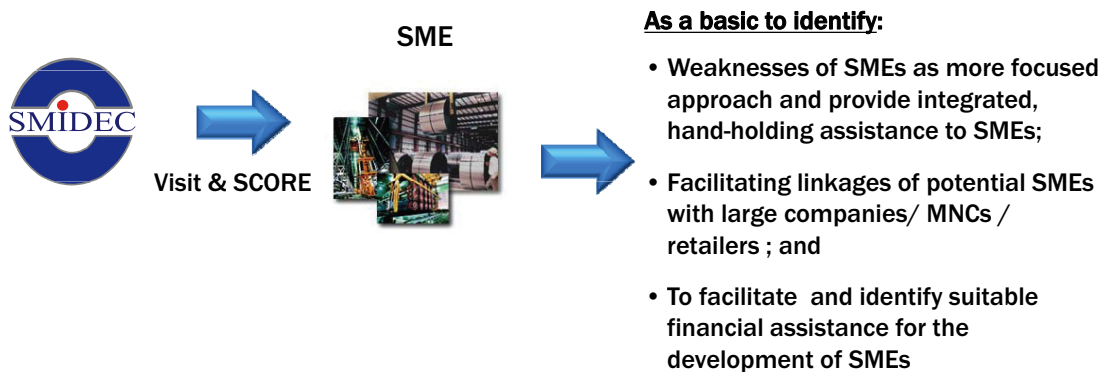 SMIDEC
Visit & SCORE
SME
As a basic to identify:
• Weaknesses of SMEs as more focused
approach and provide integrated,
hand-holding assistance to SMEs;
• Facilitating linkages of potential SMEs
with large companies/ MNCs /
retailers ; and
• To facilitate and identify suitable
financial assistance for the
development of SMEs